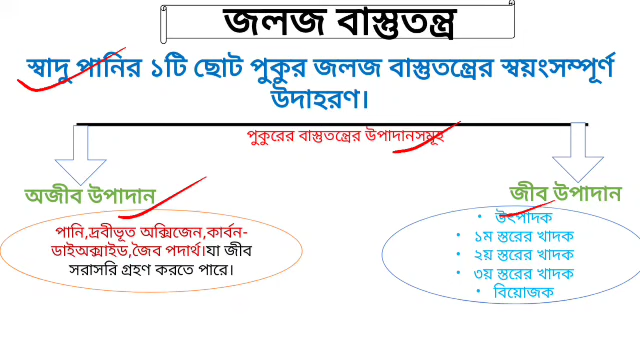 জলজ বাস্তুতন্ত্র
স্বাদু পানির ১টি ছোট পুকুর জলজ বাস্তুতন্ত্রের স্বয়ংসম্পূর্ণ
উদাহরণ।
পুকুরের বাস্তুতন্ত্রের উপাদানসমূহ
অজীব উপাদান
পানি,দ্রবীভূত অক্সিজেন,কার্বন-
ডাইঅক্সাইড,জৈব পদার্থ।যা জীব
সরাসরি গ্রহণ করতে পারে।
জীব উপাদান
• উৎপাদক
• ১ম স্তরের খাদক
• ২য় স্তরের খাদক
• ৩য় স্তরের খাদক
• বিয়োজক